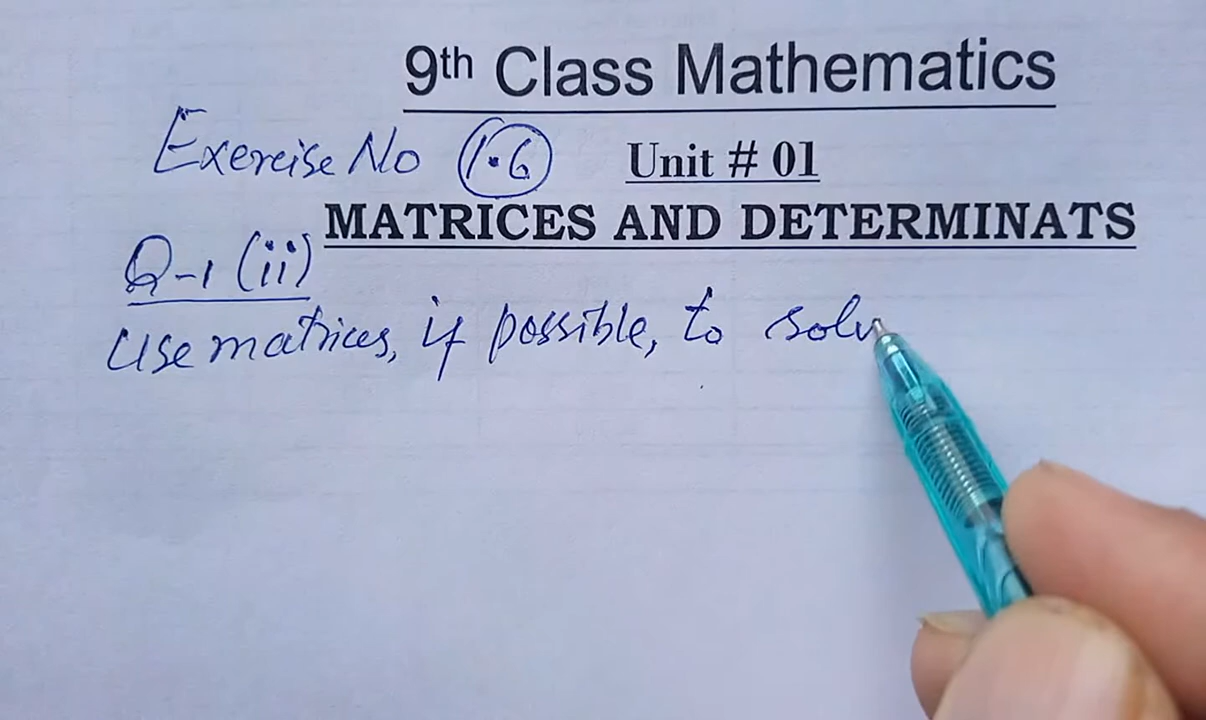 9th Class Mathematics
Exercise No 1.6 Unit # 01
MATRICES AND DETERMINATS
Q-1 (ii)
Use matrices, if possible, to solv